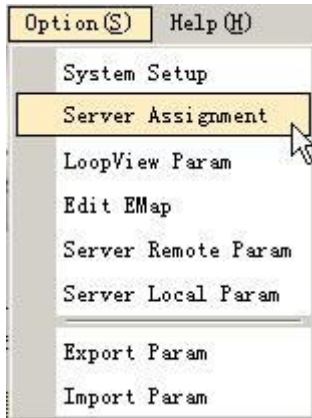 Option(S) Help(H)
System Setup
Server Assignment
LoopView Param
Edit EMap
Server Remote Param
Server Local Param
Export Param
Import Param